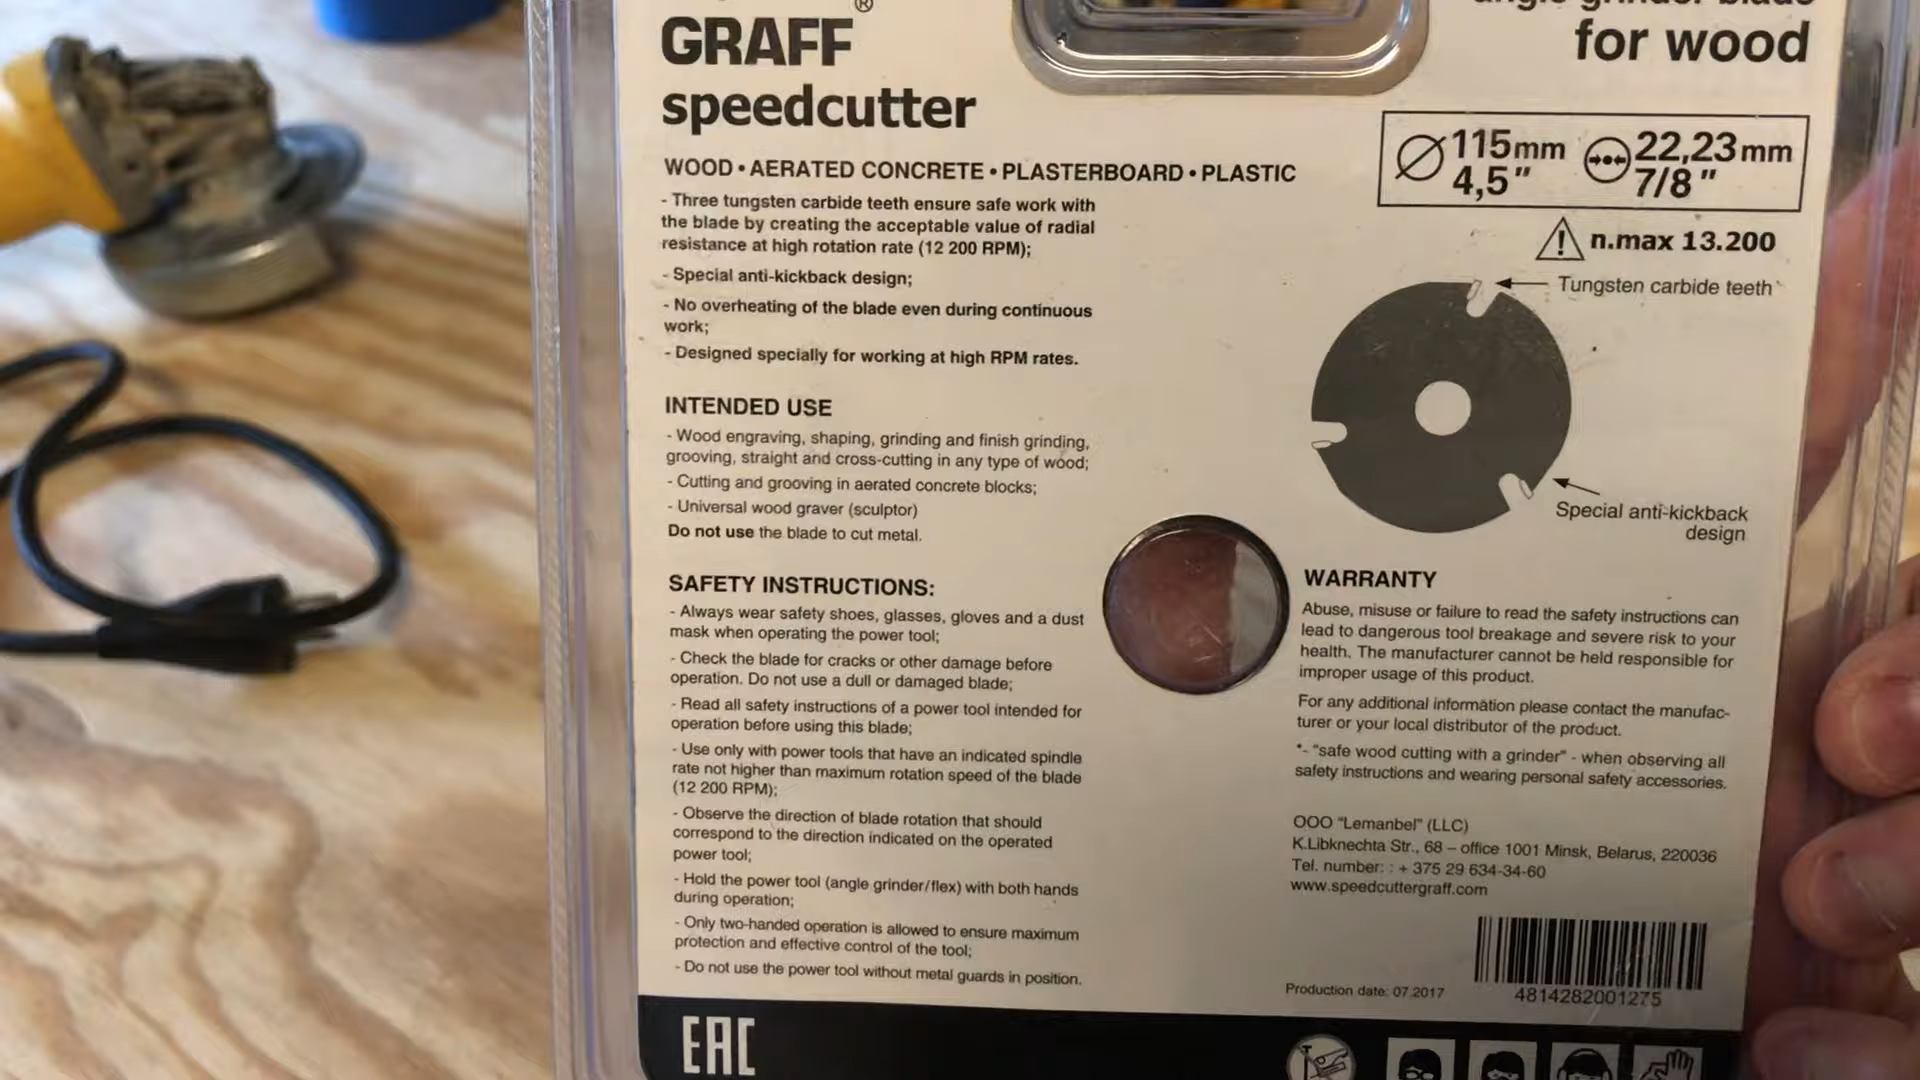 ®
GRAFF
speedcutter
WOOD • AERATED CONCRETE • PLASTERBOARD • PLASTIC
- Three tungsten carbide teeth ensure safe work with
the blade by creating the acceptable value of radial
resistance at high rotation rate (12 200 RPM);
- Special anti-kickback design;
- No overheating of the blade even during continuous
work;
- Designed specially for working at high RPM rates.
INTENDED USE
- Wood engraving, shaping, grinding and finish grinding,
grooving, straight and cross-cutting in any type of wood;
- Cutting and grooving in aerated concrete blocks;
- Universal wood graver (sculptor)
Do not use the blade to cut metal.
SAFETY INSTRUCTIONS:
- Always wear safety shoes, glasses, gloves and a dust
mask when operating the power tool;
- Check the blade for cracks or other damage before
operation. Do not use a dull or damaged blade;
- Read all safety instructions of a power tool intended for
operation before using this blade;
- Use only with power tools that have an indicated spindle
rate not higher than maximum rotation speed of the blade
(12 200 RPM);
- Observe the direction of blade rotation that should
correspond to the direction indicated on the operated
power tool;
- Hold the power tool (angle grinder/flex) with both hands
during operation;
- Only two-handed operation is allowed to ensure maximum
protection and effective control of the tool;
- Do not use the power tool without metal guards in position.
EAC
angle grinder blade
for wood
115mm 22,23mm
4,5" 7/8"
n.max 13.200
Tungsten carbide teeth
Special anti-kickback
design
WARRANTY
Abuse, misuse or failure to read the safety instructions can
lead to dangerous tool breakage and severe risk to your
health. The manufacturer cannot be held responsible for
improper usage of this product.
For any additional information please contact the manufac-
turer or your local distributor of the product.
*- "safe wood cutting with a grinder" - when observing all
safety instructions and wearing personal safety accessories.
OOO "Lemanbel" (LLC)
K.Libknechta Str., 68 – office 1001 Minsk, Belarus, 220036
Tel. number: : + 375 29 634-34-60
www.speedcuttergraff.com
Production date: 07.2017
4814282001275